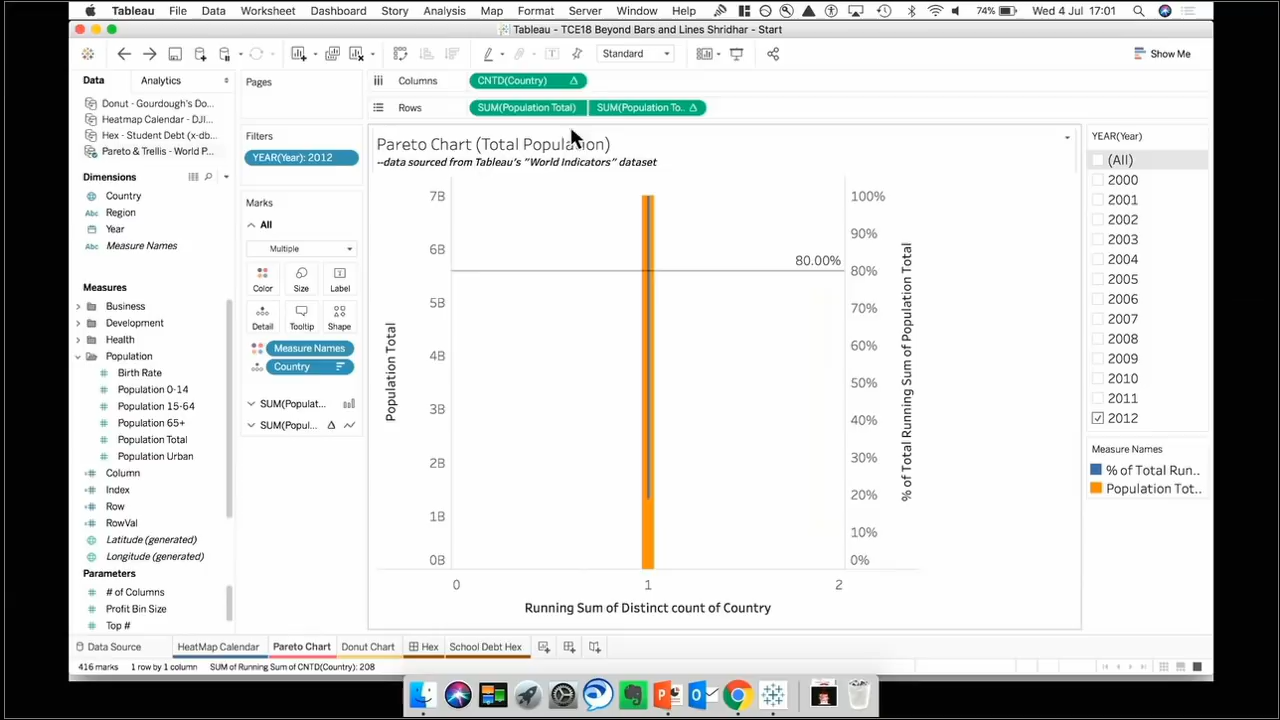 Tableau File Data Worksheet Dashboard Story Analysis Map Format Server Window Help 74% Wed 4 Jul 17:01
Tableau - TCE18 Beyond Bars and Lines Shridhar - Start
Standard
Show Me
Data Analytics
Donut - Gourdough's Do...
Heatmap Calendar - DJI...
Hex - Student Debt (x-db...
Pareto & Trellis - World P...
Dimensions
Country
Region
Year
Measure Names
Measures
Business
Development
Health
Population
Birth Rate
Population 0-14
Population 15-64
Population 65+
Population Total
Population Urban
Column
Index
Row
RowVal
Latitude (generated)
Longitude (generated)
Parameters
# of Columns
Profit Bin Size
Top #
Pages
Filters
YEAR(Year): 2012
Marks
All
Multiple
Color Size Label
Detail Tooltip Shape
Measure Names
Country
SUM(Populat...
SUM(Popul...
Columns CNTD(Country)
Rows SUM(Population Total) SUM(Population To..
Pareto Chart (Total Population)
--data sourced from Tableau's "World Indicators" dataset
7B
6B
5B
4B
3B
2B
1B
0B
Population Total
80.00%
100%
90%
80%
70%
60%
50%
40%
30%
20%
10%
0%
% of Total Running Sum of Population Total
0 1 2
Running Sum of Distinct count of Country
YEAR(Year)
(All)
2000
2001
2002
2003
2004
2005
2006
2007
2008
2009
2010
2011
2012
Measure Names
% of Total Run..
Population Tot..
Data Source HeatMap Calendar Pareto Chart Donut Chart Hex School Debt Hex
416 marks 1 row by 1 column SUM of Running Sum of CNTD(Country): 208